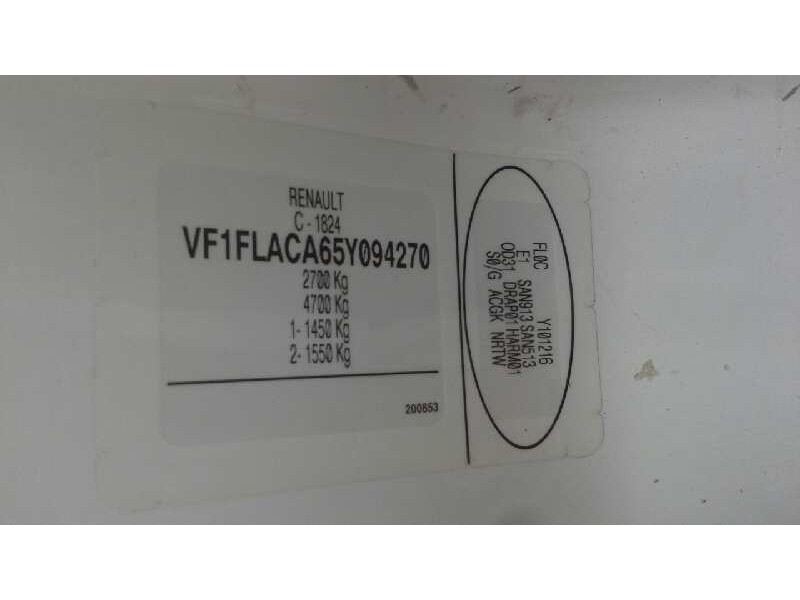 RENAULT
C - 1824
VF1FLACA65Y094270
2700 Kg
4700 Kg
1- 1450 Kg
2- 1550 Kg
200853
FL0C Y101216
E1 SAN913 SAN513
OD31 DRAP01 HARM01
S0/G ACGK NRTW